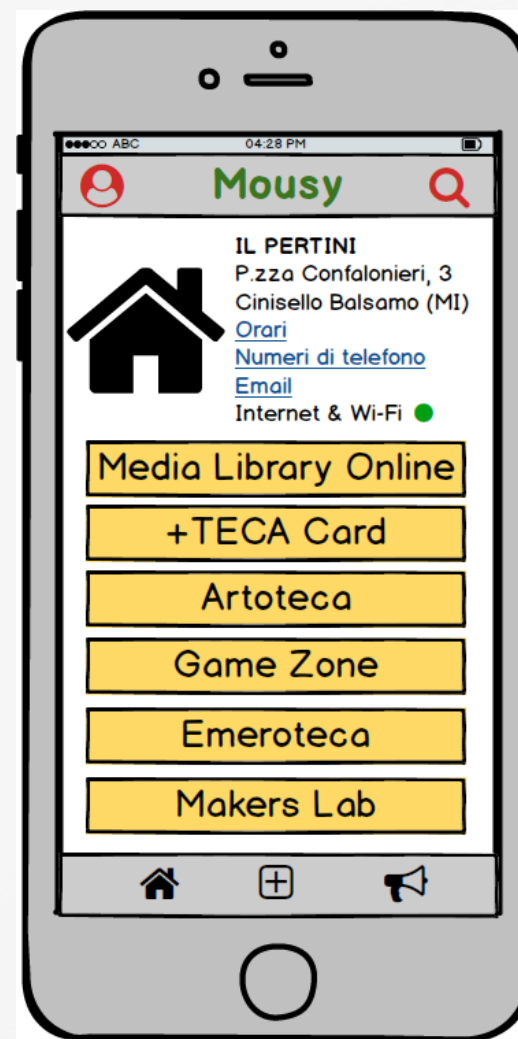 ABC 04:28 PM
Mousy
IL PERTINI
P.zza Confalonieri, 3
Cinisello Balsamo (MI)
Orari
Numeri di telefono
Email
Internet & Wi-Fi
Media Library Online
+TECA Card
Artoteca
Game Zone
Emeroteca
Makers Lab